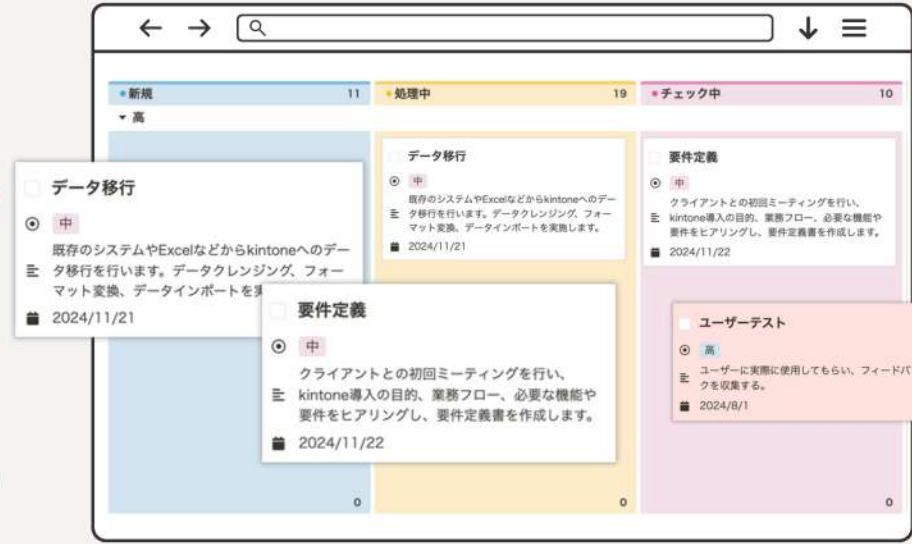 新規 11
処理中 19
チェック中 10
高
データ移行
中
既存のシステムやExcelなどからkintoneへのデー
タ移行を行います。データクレンジング、フォー
マット変換、データインポートを実
2024/11/21
データ移行
中
既存のシステムやExcelなどからkintoneへのデー
タ移行を行います。データクレンジング、フォー
マット変換、データインポートを実施します。
2024/11/21
要件定義
中
クライアントとの初回ミーティングを行い、
kintone導入の目的、業務フロー、必要な機能や
要件をヒアリングし、要件定義書を作成します。
2024/11/22
要件定義
中
クライアントとの初回ミーティングを行い、
kintone導入の目的、業務フロー、必要な機能や
要件をヒアリングし、要件定義書を作成します。
2024/11/22
ユーザーテスト
高
ユーザーに実際に使用してもらい、フィードバ
クを収集する。
2024/8/1
0
0
0